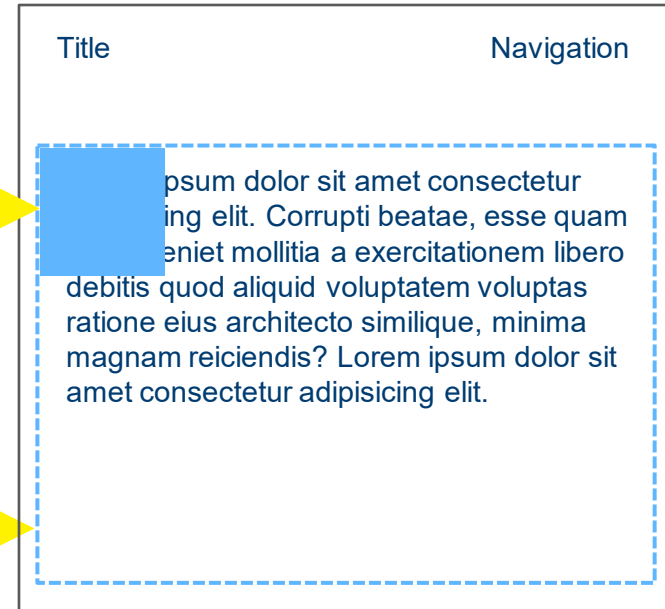 Title Navigation
psum dolor sit amet consectetur
ing elit. Corrupti beatae, esse quam
eniet mollitia a exercitationem libero
debitis quod aliquid voluptatem voluptas
ratione eius architecto similique, minima
magnam reiciendis? Lorem ipsum dolor sit
amet consectetur adipisicing elit.